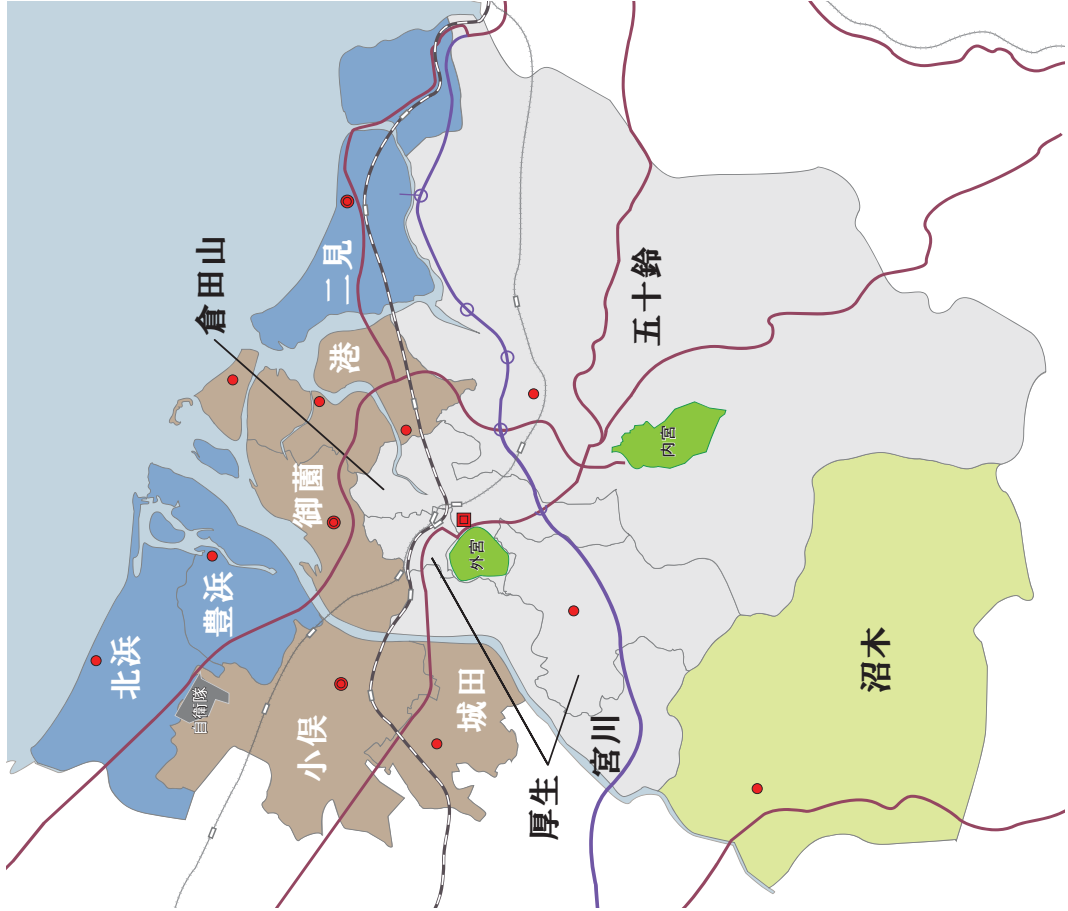 倉田山
二見
港
五十鈴
御薗
内宮
外宮
豊浜
北浜
自衛隊
小俣
城田
厚生
宮川
沼木